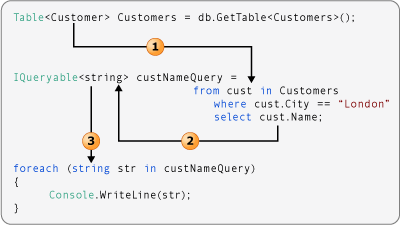 Table<Customer> Customers = db.GetTable<Customers>();
1
IQueryable<string> custNameQuery =
from cust in Customers
where cust.City == “London”
select cust.Name;
3
2
foreach (string str in custNameQuery)
{
Console.WriteLine(str);
}